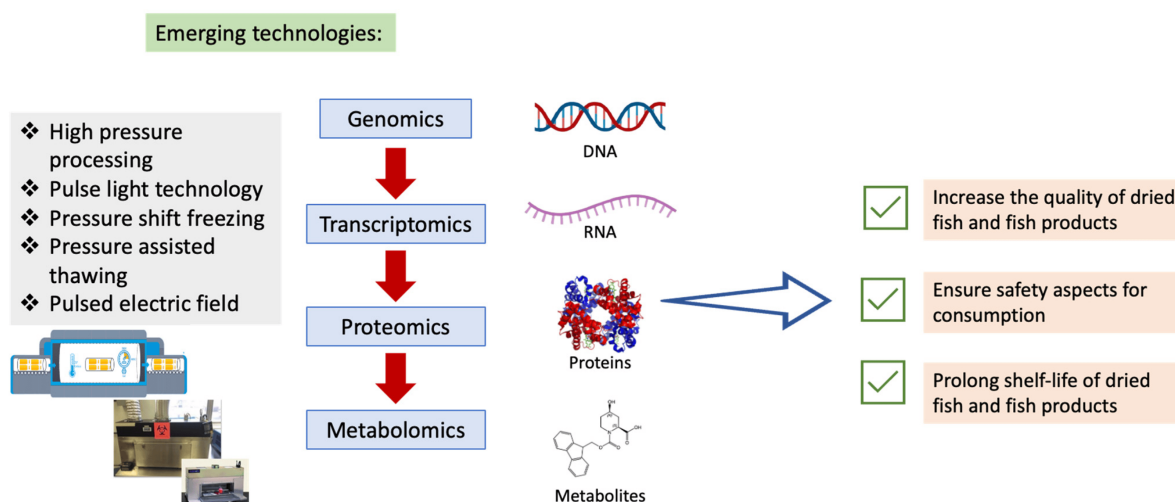 Emerging technologies:
❖ High pressure
processing
❖ Pulse light technology
❖ Pressure shift freezing
❖ Pressure assisted
thawing
❖ Pulsed electric field
Genomics
Transcriptomics
Proteomics
Metabolomics
DNA
RNA
Proteins
OH
OH
Metabolites
Increase the quality of dried
fish and fish products
Ensure safety aspects for
consumption
Prolong shelf-life of dried
fish and fish products